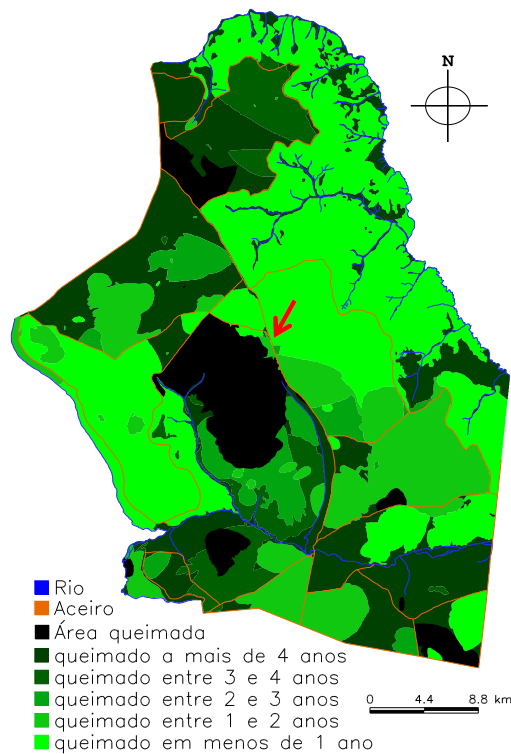 N
Rio
Aceiro
Área queimada
queimado a mais de 4 anos
queimado entre 3 e 4 anos
queimado entre 2 e 3 anos
queimado entre 1 e 2 anos
queimado em menos de 1 ano
0 4.4 8.8 km